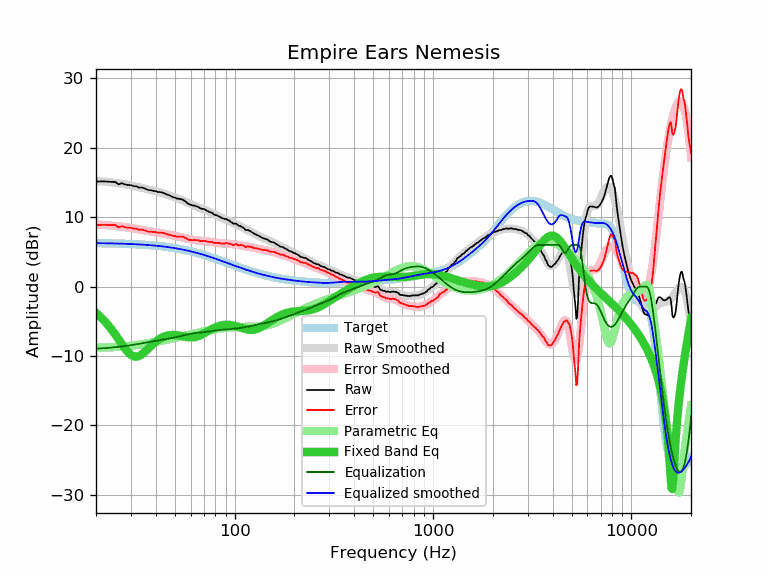 Empire Ears Nemesis
30
20
10
0
−10
−20
−30
Amplitude (dBr)
Target
Raw Smoothed
Error Smoothed
Raw
Error
Parametric Eq
Fixed Band Eq
Equalization
Equalized smoothed
100
1000
10000
Frequency (Hz)